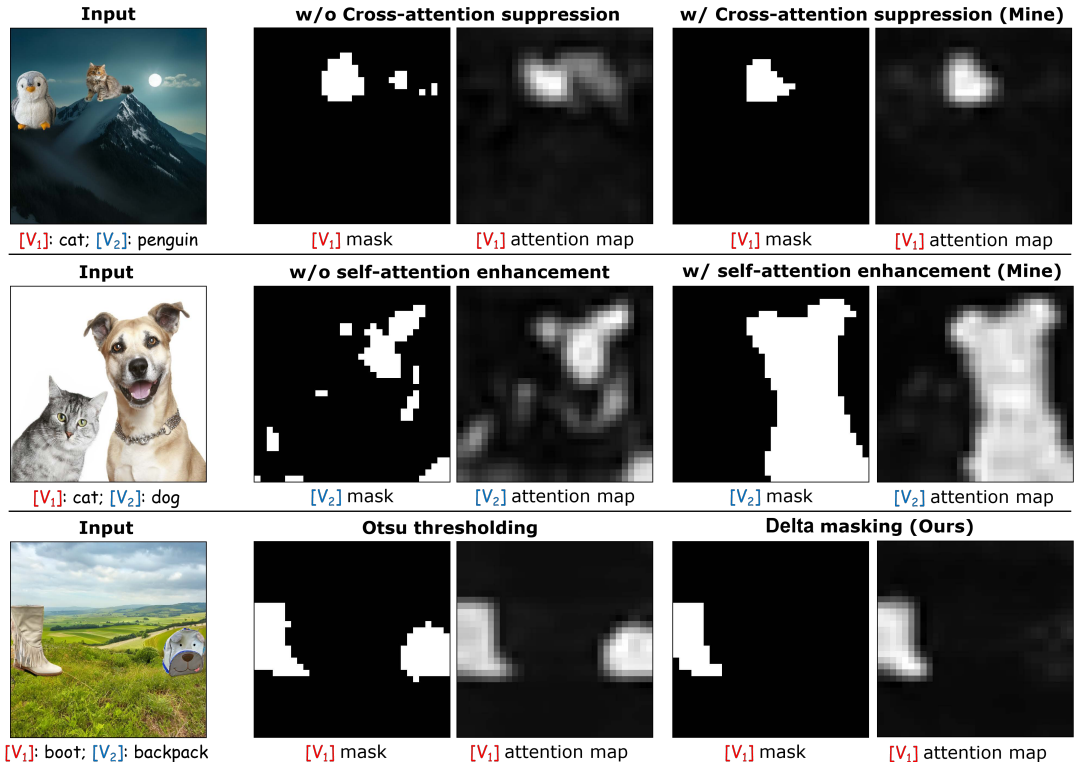 Input
w/o Cross-attention suppression
w/ Cross-attention suppression (Mine)
[V₁]: cat; [V₂]: penguin
[V₁] mask
[V₁] attention map
[V₁] mask
[V₁] attention map
Input
w/o self-attention enhancement
w/ self-attention enhancement (Mine)
[V₁]: cat; [V₂]: dog
[V₂] mask
[V₂] attention map
[V₂] mask
[V₂] attention map
Input
Otsu thresholding
Delta masking (Ours)
[V₁]: boot; [V₂]: backpack
[V₁] mask
[V₁] attention map
[V₁] mask
[V₁] attention map